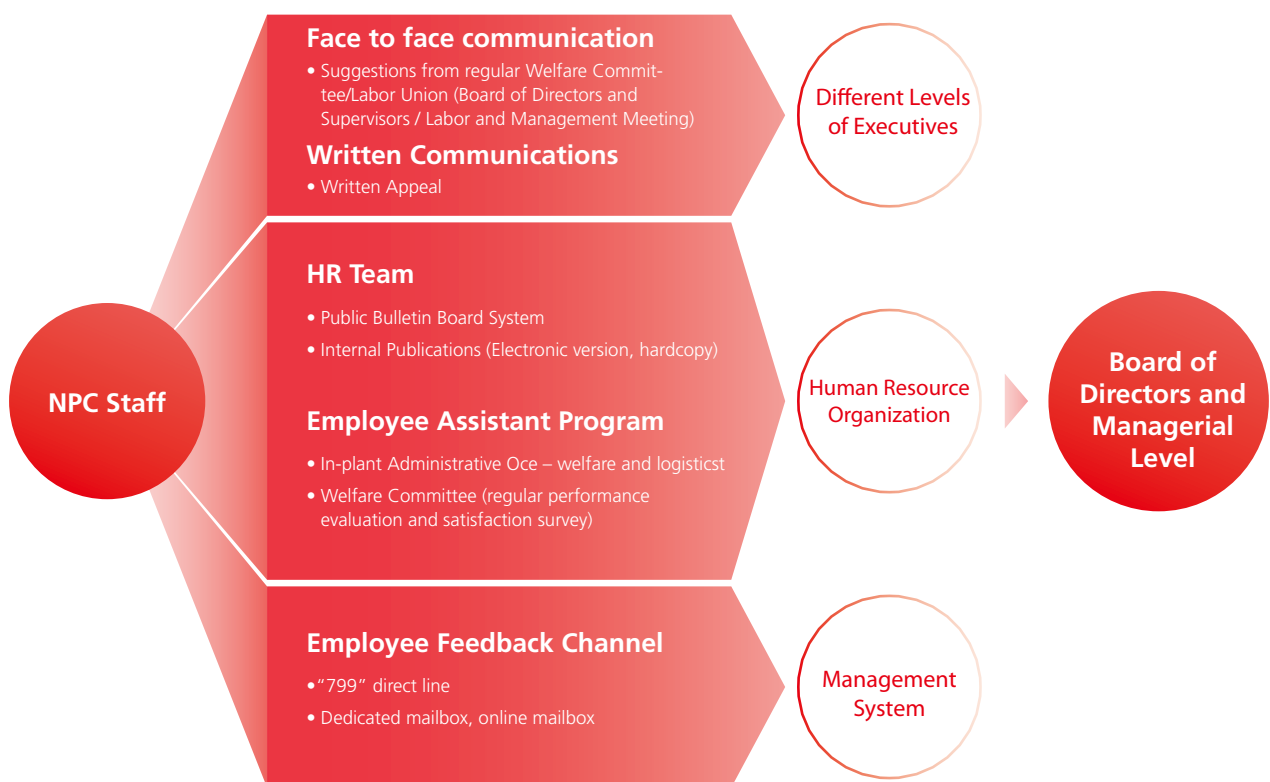 NPC Staff
Face to face communication
• Suggestions from regular Welfare Commit-
tee/Labor Union (Board of Directors and
Supervisors / Labor and Management Meeting)
Written Communications
• Written Appeal
Different Levels
of Executives
HR Team
• Public Bulletin Board System
• Internal Publications (Electronic version, hardcopy)
Employee Assistant Program
• In-plant Administrative Oce – welfare and logisticst
• Welfare Committee (regular performance
evaluation and satisfaction survey)
Human Resource
Organization
Employee Feedback Channel
•“799” direct line
• Dedicated mailbox, online mailbox
Management
System
Board of
Directors and
Managerial
Level